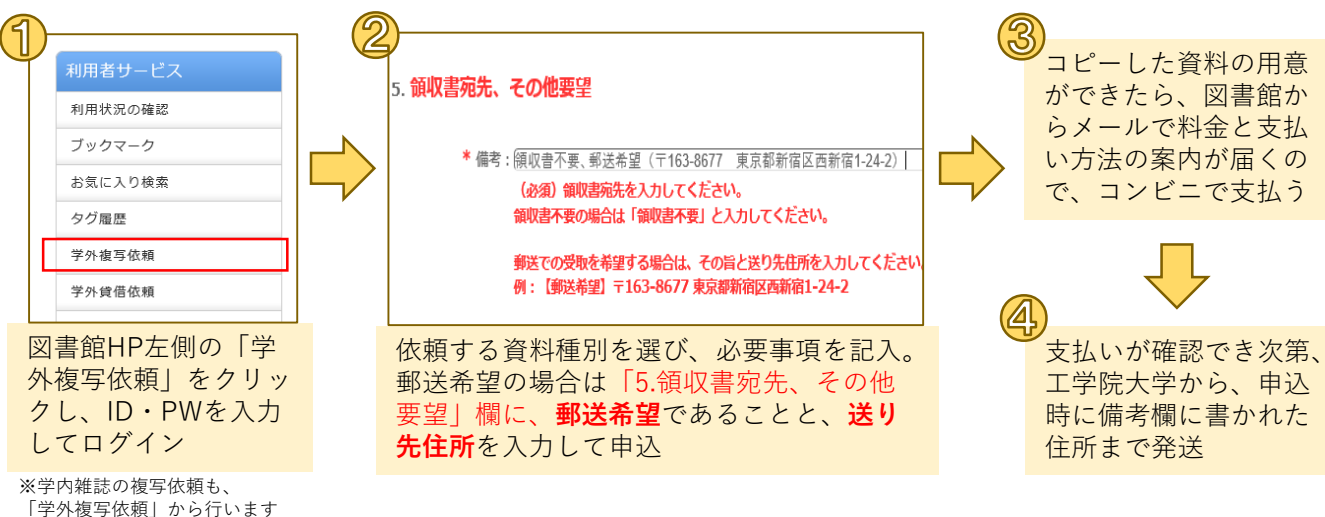 ①
利用者サービス
利用状況の確認
ブックマーク
お気に入り検索
タグ履歴
学外複写依頼
学外貸借依頼
図書館HP左側の「学
外複写依頼」をクリッ
クし、ID・PWを入力
してログイン
※学内雑誌の複写依頼も、
「学外複写依頼」から行います
②
5. 領収書宛先、その他要望
* 備考 : 領収書不要、郵送希望（〒163-8677　東京都新宿区西新宿1-24-2）
（必須）領収書宛先を入力してください。
領収書不要の場合は「領収書不要」と入力してください。
郵送での受取を希望する場合は、その旨と送り先住所を入力してください
例：【郵送希望】〒163-8677 東京都新宿区西新宿1-24-2
依頼する資料種別を選び、必要事項を記入。
郵送希望の場合は「5.領収書宛先、その他
要望」欄に、郵送希望であることと、送り
先住所を入力して申込
③
コピーした資料の用意
ができたら、図書館か
らメールで料金と支払
い方法の案内が届くの
で、コンビニで支払う
④
支払いが確認でき次第、
工学院大学から、申込
時に備考欄に書かれた
住所まで発送